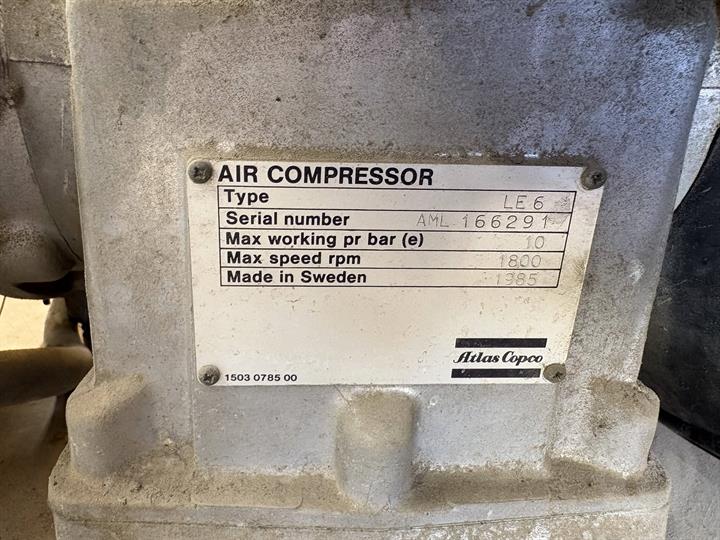 AIR COMPRESSOR
Type LE 6
Serial number AML 166291
Max working pr bar (e) 10
Max speed rpm 1800
Made in Sweden 1985
Atlas Copco
1503 0785 00